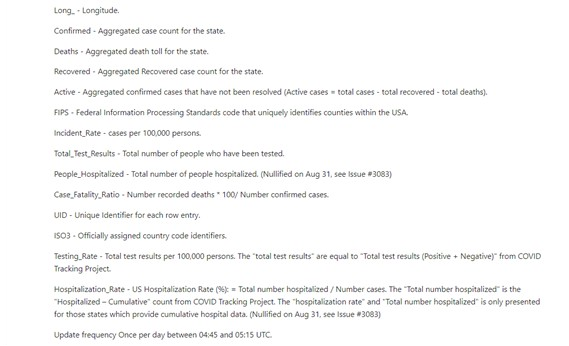 Long_ - Longitude.
Confirmed - Aggregated case count for the state.
Deaths - Aggregated death toll for the state.
Recovered - Aggregated Recovered case count for the state.
Active - Aggregated confirmed cases that have not been resolved (Active cases = total cases - total recovered - total deaths).
FIPS - Federal Information Processing Standards code that uniquely identifies counties within the USA.
Incident_Rate - cases per 100,000 persons.
Total_Test_Results - Total number of people who have been tested.
People_Hospitalized - Total number of people hospitalized. (Nullified on Aug 31, see Issue #3083)
Case_Fatality_Ratio - Number recorded deaths * 100/ Number confirmed cases.
UID - Unique Identifier for each row entry.
ISO3 - Officially assigned country code identifiers.
Testing_Rate - Total test results per 100,000 persons. The "total test results" are equal to "Total test results (Positive + Negative)" from COVID
Tracking Project.
Hospitalization_Rate - US Hospitalization Rate (%): = Total number hospitalized / Number cases. The "Total number hospitalized" is the
"Hospitalized – Cumulative" count from COVID Tracking Project. The "hospitalization rate" and "Total number hospitalized" is only presented
for those states which provide cumulative hospital data. (Nullified on Aug 31, see Issue #3083)
Update frequency Once per day between 04:45 and 05:15 UTC.